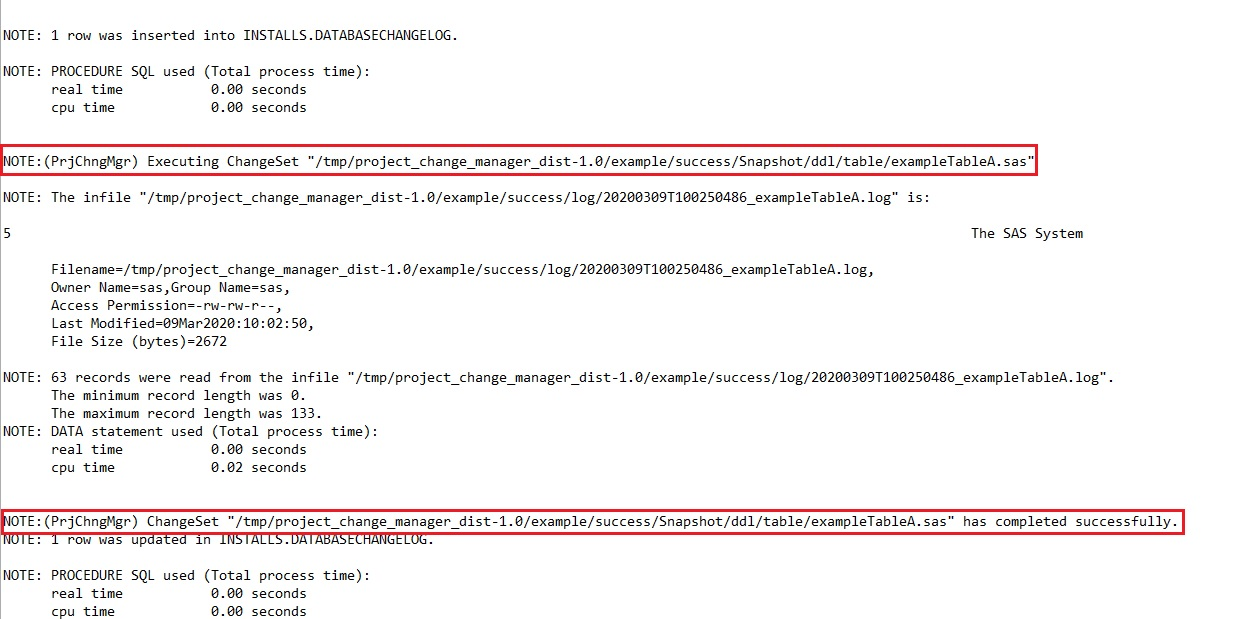 NOTE: 1 row was inserted into INSTALLS.DATABASECHANGELOG.
NOTE: PROCEDURE SQL used (Total process time):
real time 0.00 seconds
cpu time 0.00 seconds
NOTE:(PrjChngMgr) Executing ChangeSet "/tmp/project_change_manager_dist-1.0/example/success/Snapshot/ddl/table/exampleTableA.sas"
NOTE: The infile "/tmp/project_change_manager_dist-1.0/example/success/log/20200309T100250486_exampleTableA.log" is:
5 The SAS System
Filename=/tmp/project_change_manager_dist-1.0/example/success/log/20200309T100250486_exampleTableA.log,
Owner Name=sas,Group Name=sas,
Access Permission=-rw-rw-r--,
Last Modified=09Mar2020:10:02:50,
File Size (bytes)=2672
NOTE: 63 records were read from the infile "/tmp/project_change_manager_dist-1.0/example/success/log/20200309T100250486_exampleTableA.log".
The minimum record length was 0.
The maximum record length was 133.
NOTE: DATA statement used (Total process time):
real time 0.00 seconds
cpu time 0.02 seconds
NOTE:(PrjChngMgr) ChangeSet "/tmp/project_change_manager_dist-1.0/example/success/Snapshot/ddl/table/exampleTableA.sas" has completed successfully.
NOTE: 1 row was updated in INSTALLS.DATABASECHANGELOG.
NOTE: PROCEDURE SQL used (Total process time):
real time 0.00 seconds
cpu time 0.00 seconds